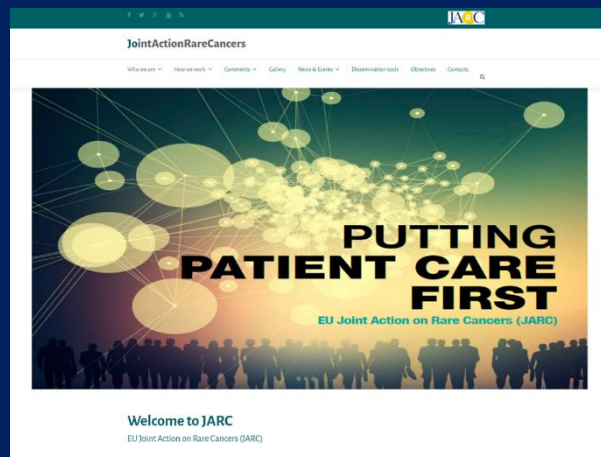 JARC
JointActionRareCancers
Who we are
How we work
Comments
Gallery
News & Events
Dissemination tools
Objectives
Contacts
PUTTING
PATIENT CARE
FIRST
EU Joint Action on Rare Cancers (JARC)
Welcome to JARC
EU Joint Action on Rare Cancers (JARC)